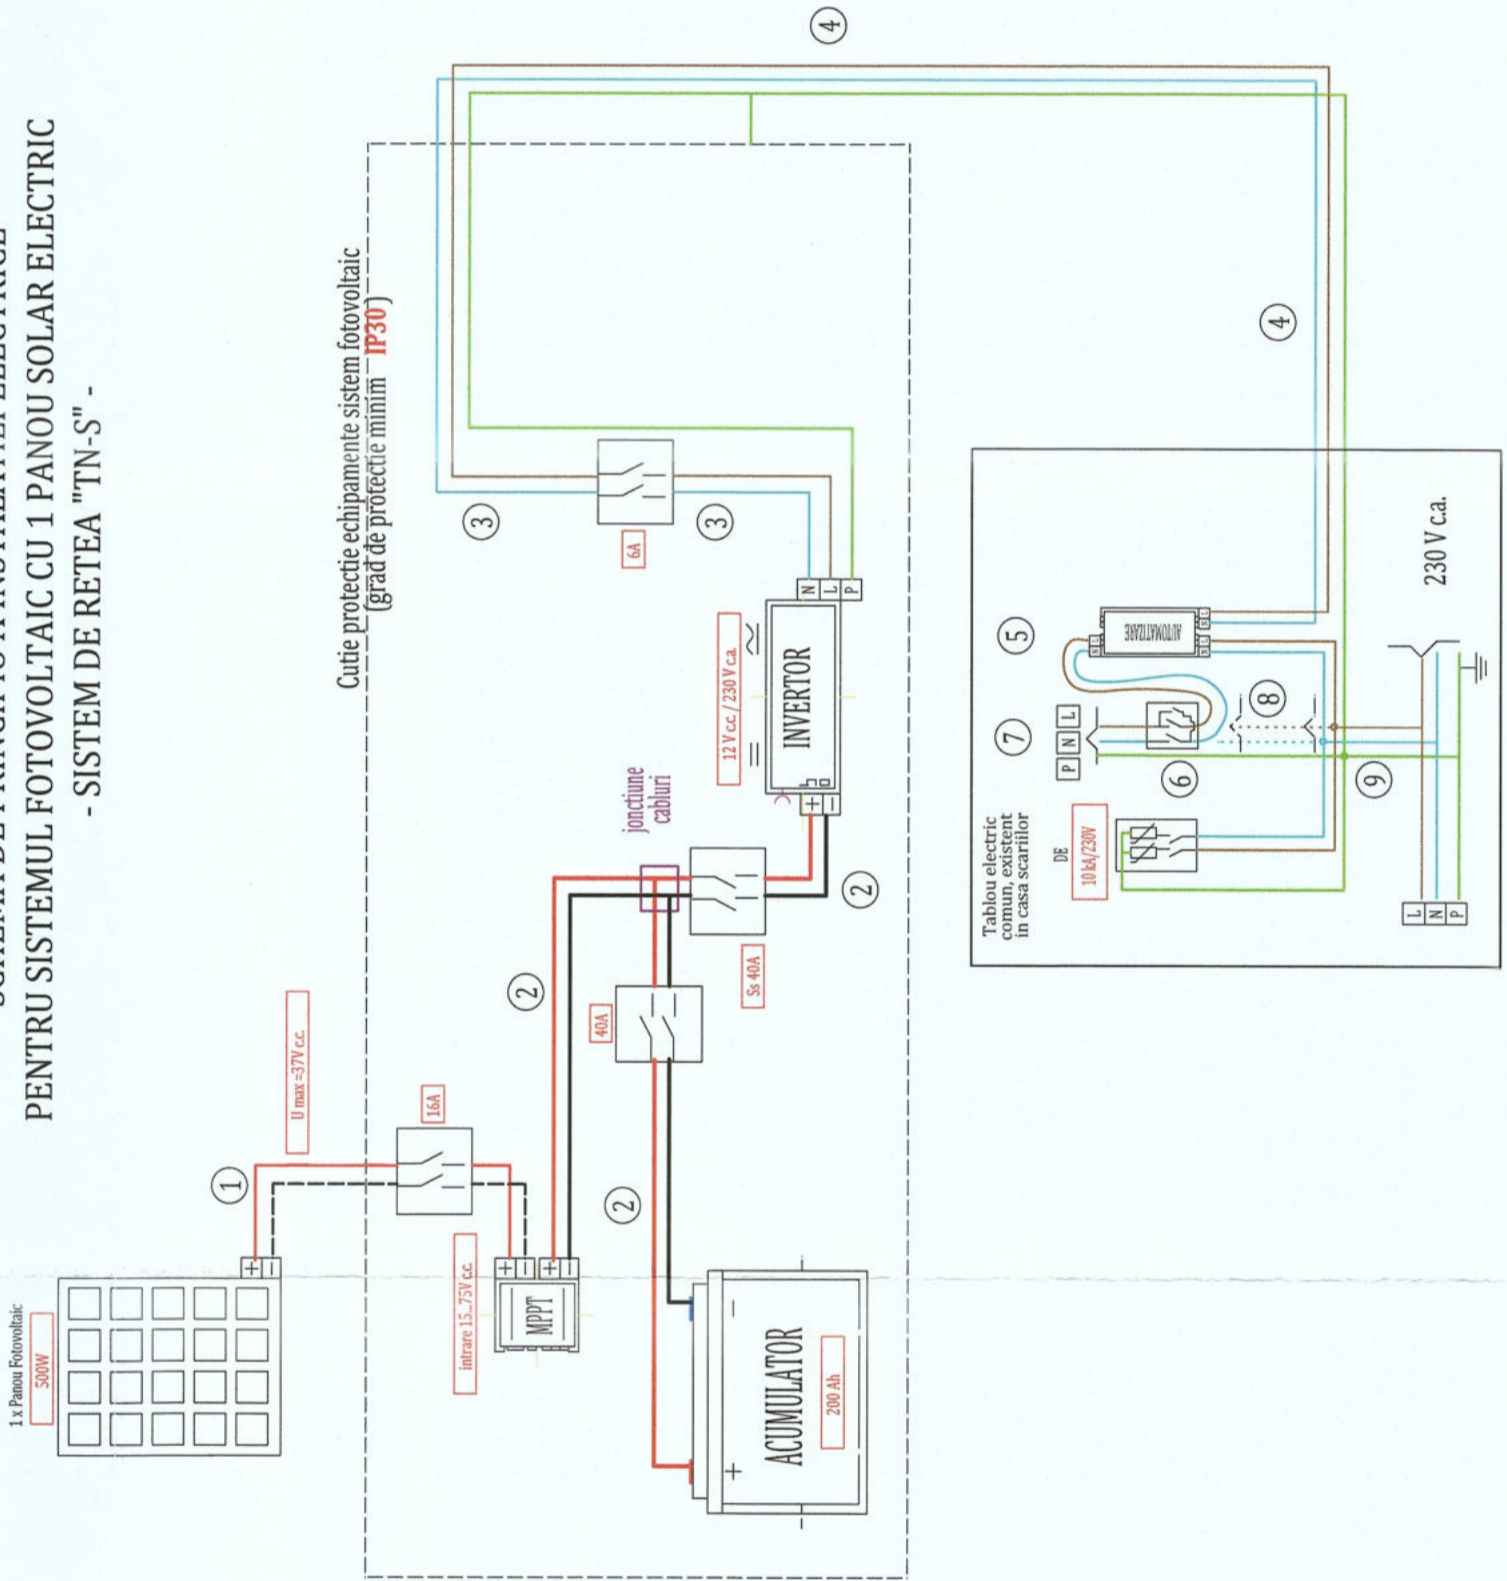 PENTRU SISTEMUL FOTOVOLTAIC CU 1 PANOU SOLAR ELECTRIC
- SISTEM DE RETEA "TN-S" -
1 x Panou Fotovoltaic
500W
+
−
1
U max =37V c.c.
16A
intrare 15...75V c.c.
MPPT
+
−
+
−
2
2
2
40A
Ss 40A
jonctiune
cabluri
ACUMULATOR
+
−
200 Ah
Cutie protectie echipamente sistem fotovoltaic
(grad de protectie minim IP30)
12 V c.c. / 230 V c.a.
INVERTOR
+
−
N
L
P
6A
3
3
4
4
Tablou electric
comun, existent
in casa scariilor
DE
10 kA/230V
P
N
L
7
5
6
8
9
AUTOMATIZARE
N
L
N
L
N
L
L
N
P
230 V c.a.